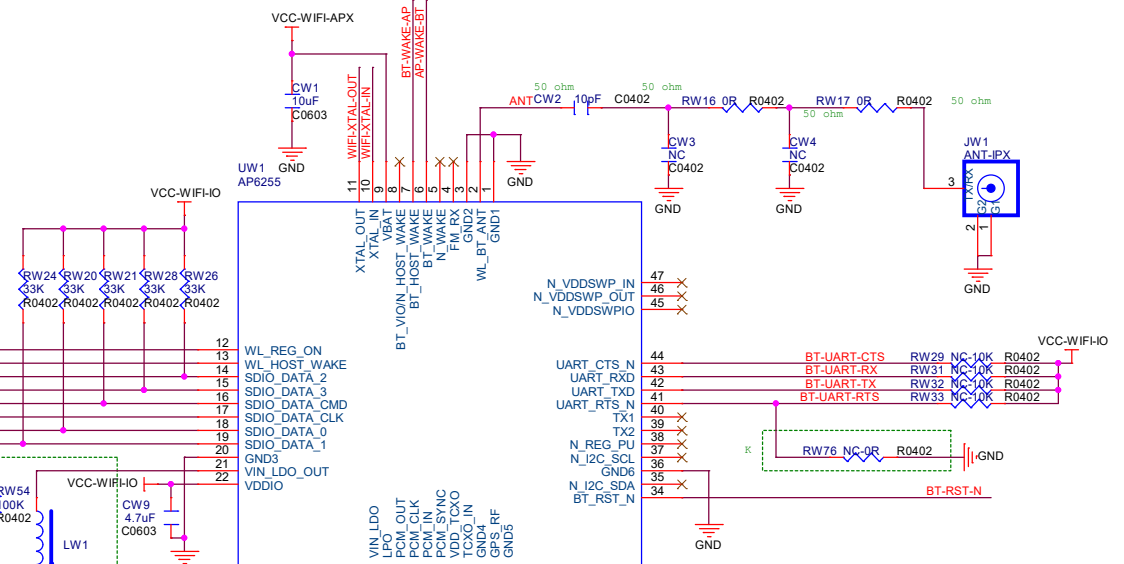 VCC-WIFI-APX
CW1
10uF
C0603
GND
WIFI-XTAL-OUT
WIFI-XTAL-IN
BT-WAKE-AP
AP-WAKE-BT
50 ohm
50 ohm
50 ohm
50 ohm
ANT
CW2 10pF C0402
RW16 0R R0402
RW17 0R R0402
CW3
NC
C0402
GND
CW4
NC
C0402
GND
GND
JW1
ANT-IPX
3
TX/RX
G2
G1
2
1
GND
UW1
AP6255
11
10
9
8
7
6
5
4
3
2
1
XTAL_OUT
XTAL_IN
VBAT
BT_VIO/N_HOST_WAKE
BT_HOST_WAKE
BT_WAKE
N_WAKE
FM_RX
GND2
WL_BT_ANT
GND1
VCC-WIFI-IO
RW24
33K
R0402
RW20
33K
R0402
RW21
33K
R0402
RW28
33K
R0402
RW26
33K
R0402
12 WL_REG_ON
13 WL_HOST_WAKE
14 SDIO_DATA_2
15 SDIO_DATA_3
16 SDIO_DATA_CMD
17 SDIO_DATA_CLK
18 SDIO_DATA_0
19 SDIO_DATA_1
20 GND3
21 VIN_LDO_OUT
22 VDDIO
VCC-WIFI-IO
CW9
4.7uF
C0603
RW54
100K
R0402
LW1
VIN_LDO
LPO
PCM_OUT
PCM_CLK
PCM_IN
PCM_SYNC
VDD_TCXO
TCXO_IN
GND4
GPS_RF
GND5
N_VDDSWP_IN 47
N_VDDSWP_OUT 46
N_VDDSWPIO 45
UART_CTS_N 44
UART_RXD 43
UART_TXD 42
UART_RTS_N 41
TX1 40
TX2 39
N_REG_PU 38
N_I2C_SCL 37
GND6 36
N_I2C_SDA 35
BT_RST_N 34
VCC-WIFI-IO
BT-UART-CTS RW29 NC-10K R0402
BT-UART-RX RW31 NC-10K R0402
BT-UART-TX RW32 NC-10K R0402
BT-UART-RTS RW33 NC-10K R0402
K
RW76 NC-0R R0402
GND
BT-RST-N
GND